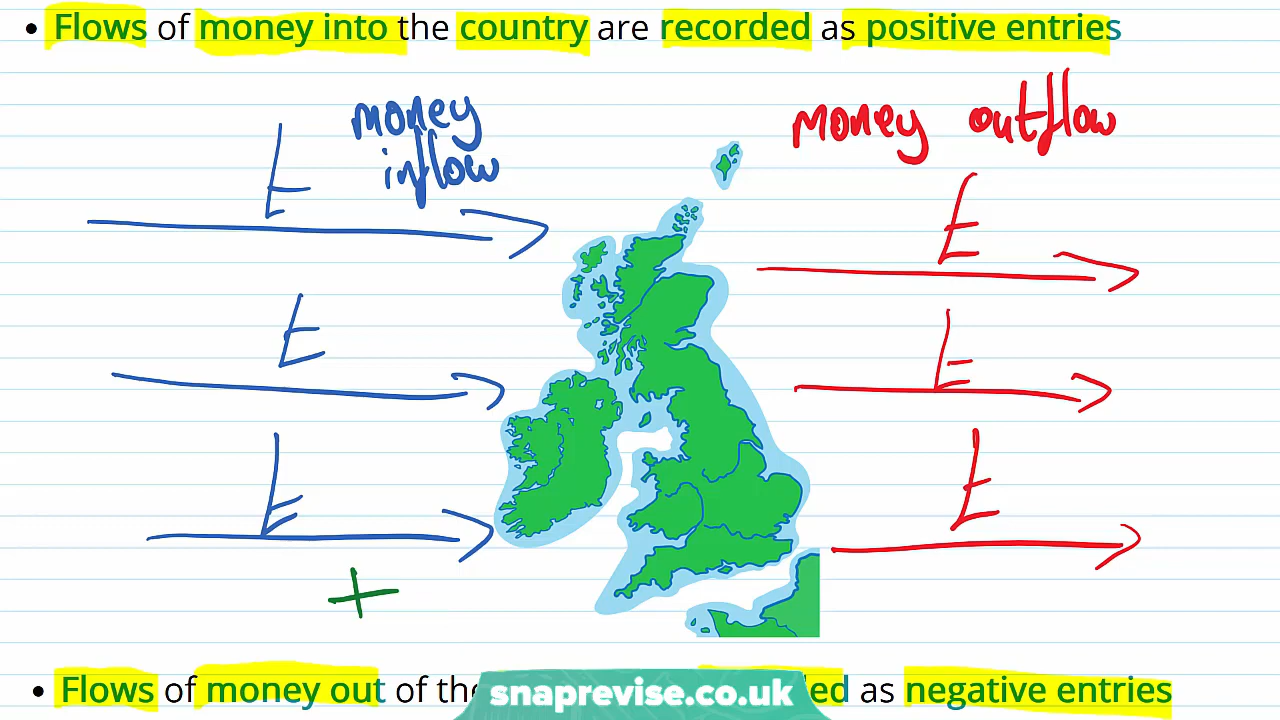 • Flows of money into the country are recorded as positive entries
money
inflow
money outflow
£
£
£
£
£
£
+
• Flows of money out of the
ed as negative entries
snaprevise.co.uk